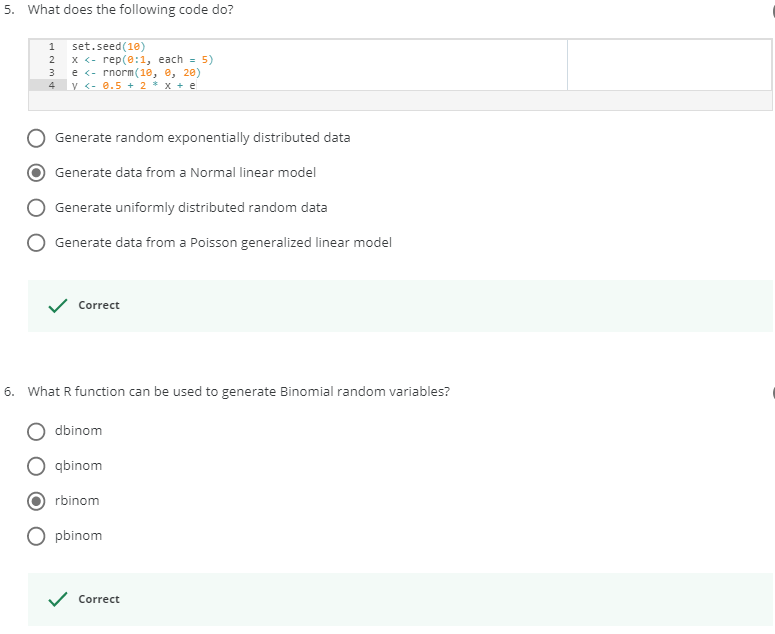 5. What does the following code do?
1 set.seed(10)
2 x <- rep(0:1, each = 5)
3 e <- rnorm(10, 0, 20)
4 y <- 0.5 + 2 * x + e
Generate random exponentially distributed data
Generate data from a Normal linear model
Generate uniformly distributed random data
Generate data from a Poisson generalized linear model
Correct
6. What R function can be used to generate Binomial random variables?
dbinom
qbinom
rbinom
pbinom
Correct